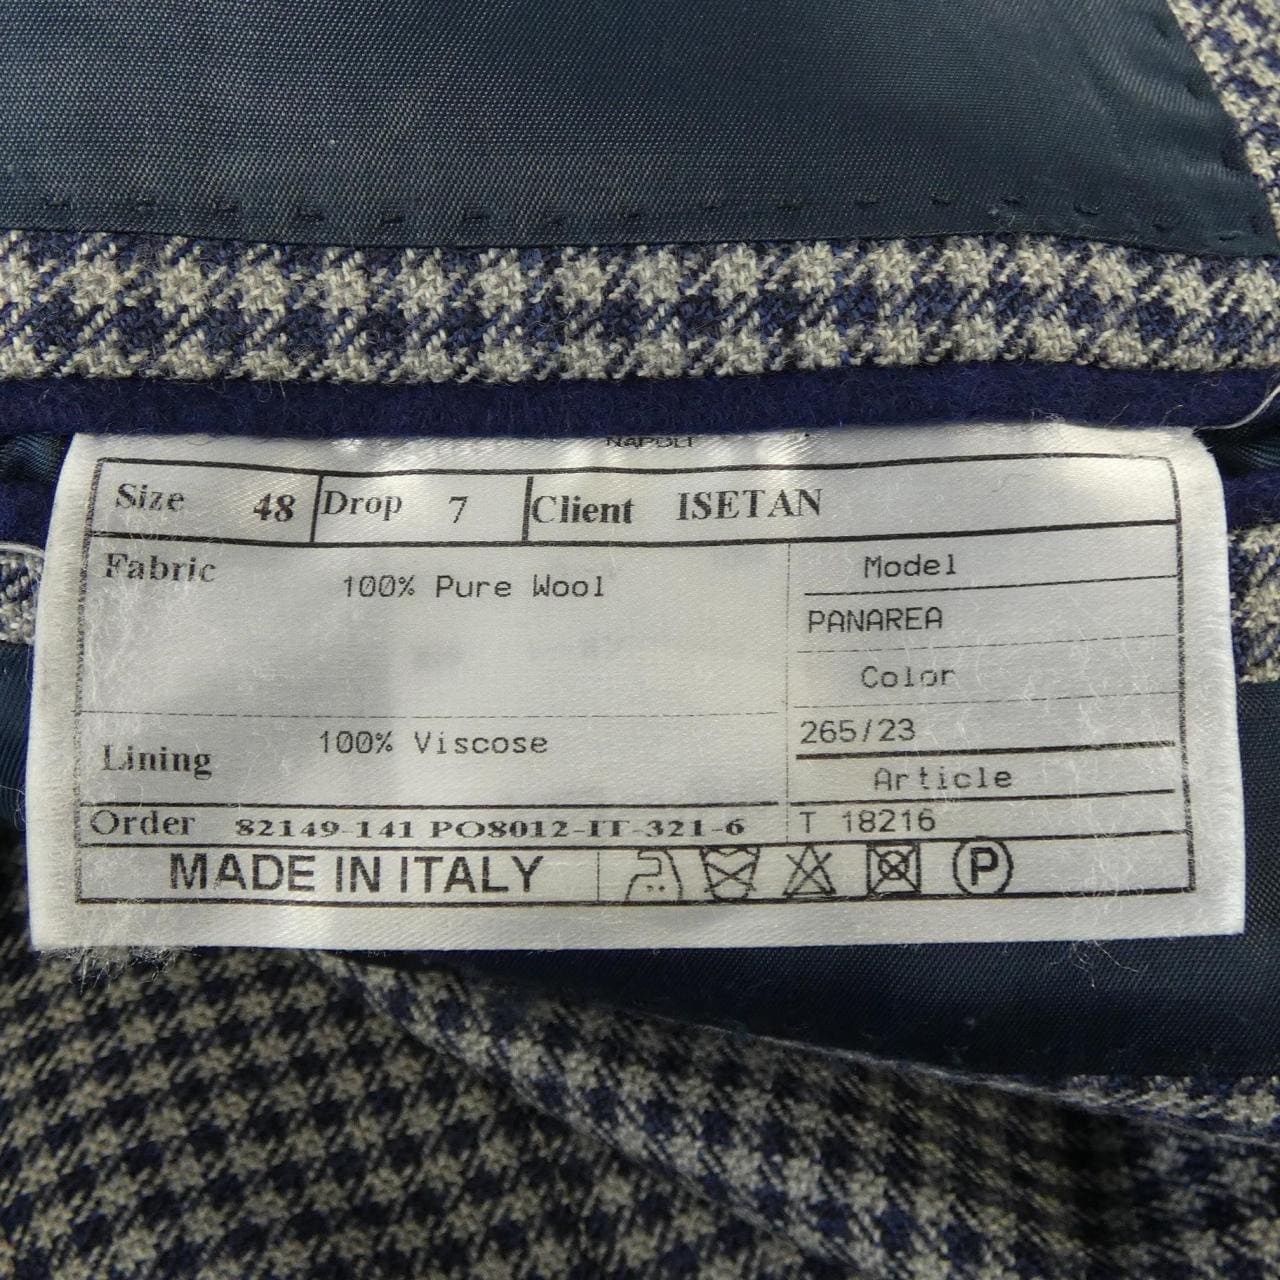 NAPOLI
Size 48 Drop 7 Client ISETAN
Fabric 100% Pure Wool
Model
PANAREA
Color
265/23
Lining 100% Viscose
Article
T 18216
Order 82149-141 PO8012-IT-321-6
MADE IN ITALY P